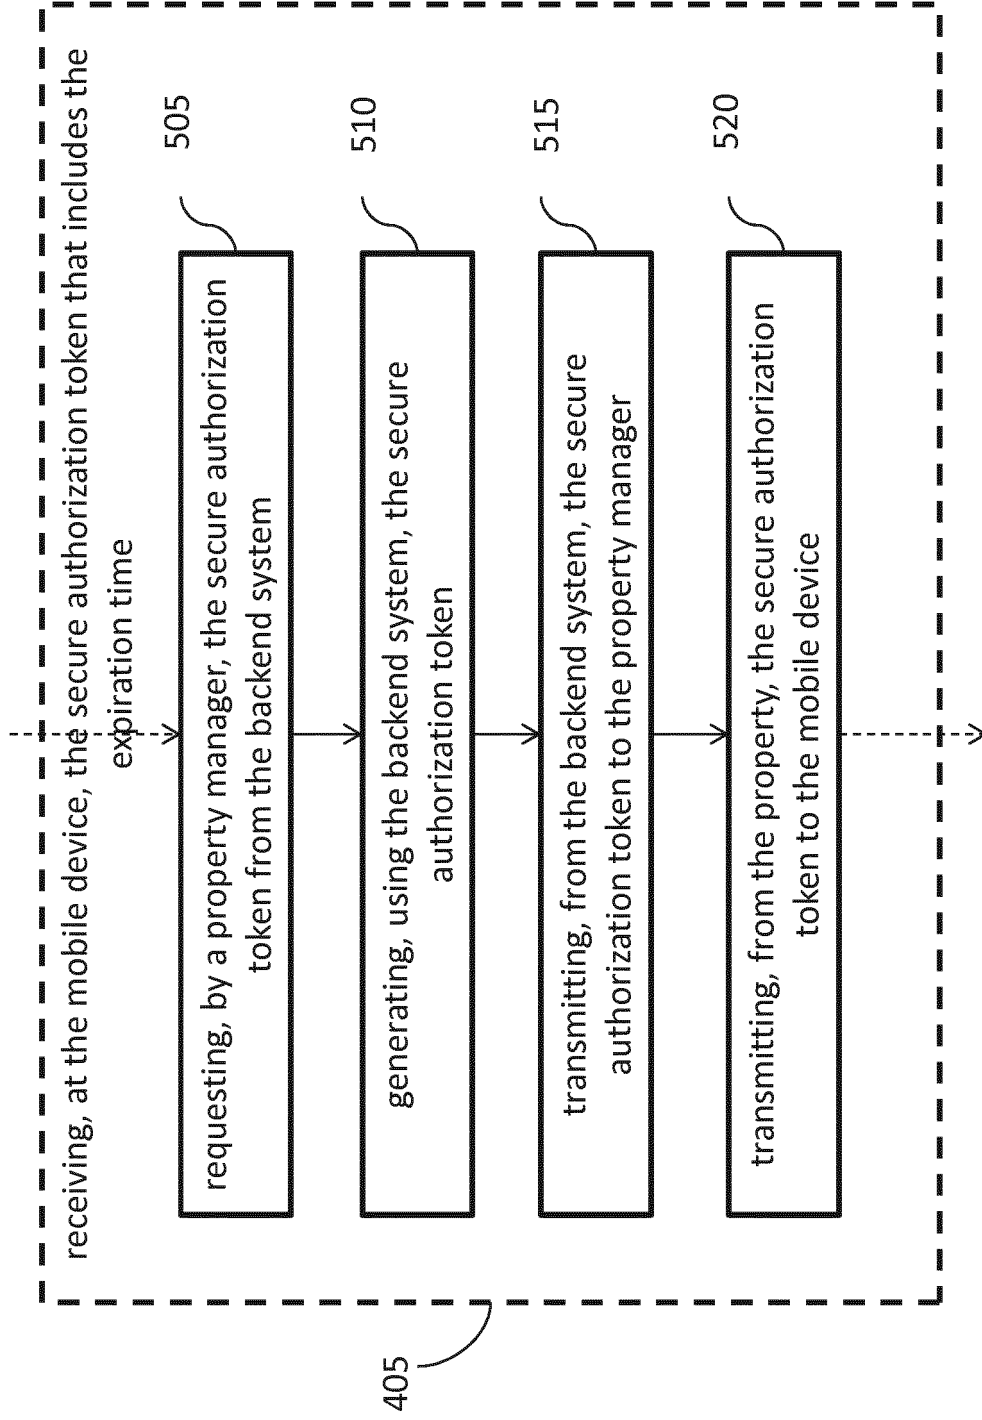 receiving, at the mobile device, the secure authorization token that includes the
expiration time
505
requesting, by a property manager, the secure authorization
token from the backend system
510
generating, using the backend system, the secure
authorization token
515
transmitting, from the backend system, the secure
authorization token to the property manager
520
transmitting, from the property, the secure authorization
token to the mobile device
405